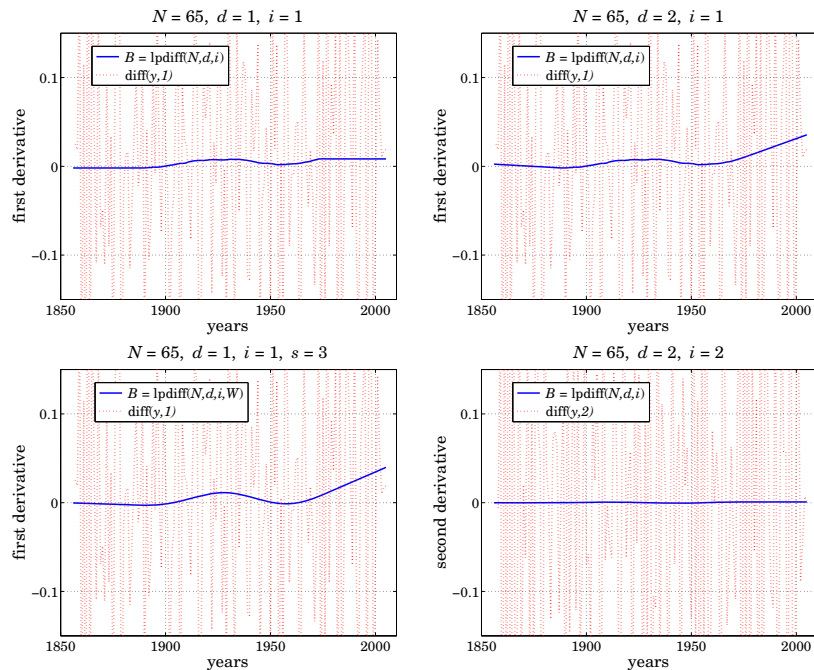 N = 65, d = 1, i = 1
B = lpdiff(N,d,i)
diff(y,1)
first derivative
0.1
0
−0.1
1850 1900 1950 2000
years
N = 65, d = 2, i = 1
B = lpdiff(N,d,i)
diff(y,1)
first derivative
0.1
0
−0.1
1850 1900 1950 2000
years
N = 65, d = 1, i = 1, s = 3
B = lpdiff(N,d,i,W)
diff(y,1)
first derivative
0.1
0
−0.1
1850 1900 1950 2000
years
N = 65, d = 2, i = 2
B = lpdiff(N,d,i)
diff(y,2)
second derivative
0.1
0
−0.1
1850 1900 1950 2000
years